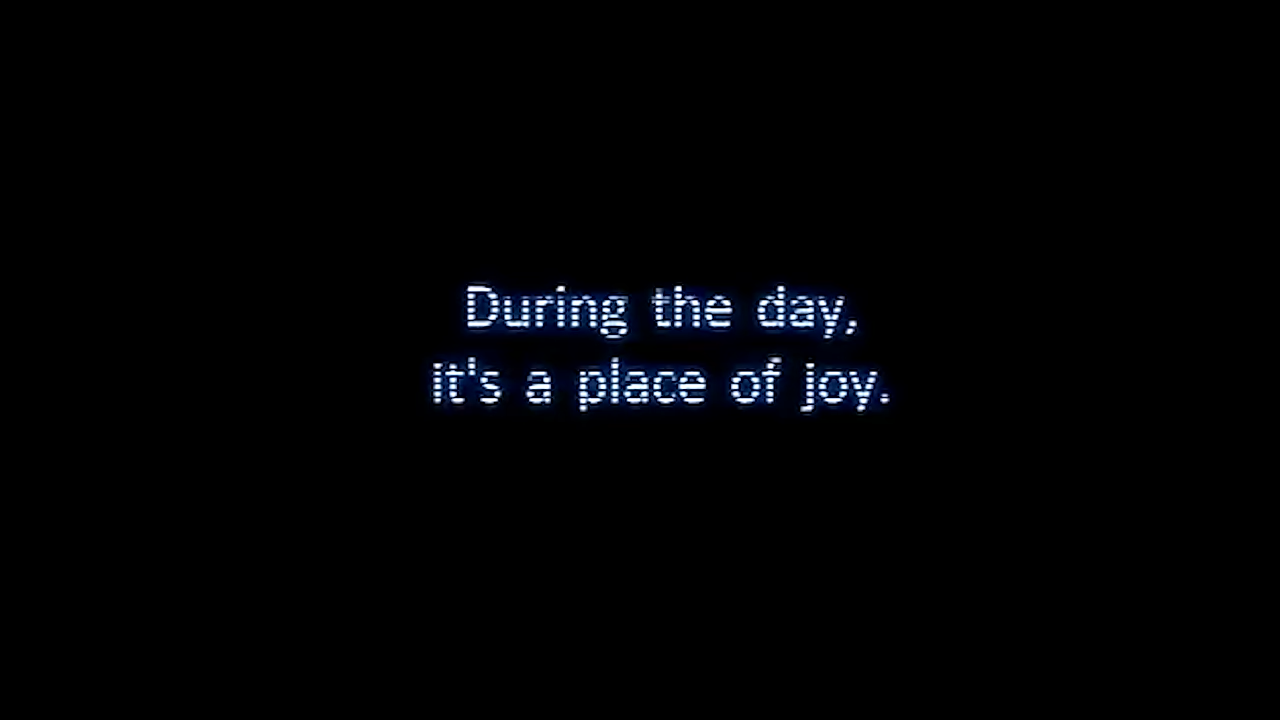 During the day,
it's a place of joy.